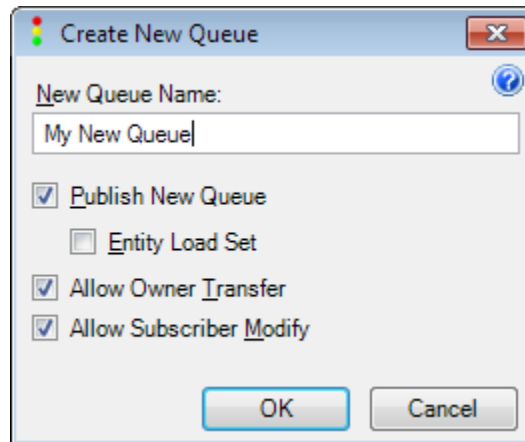 Create New Queue
New Queue Name:
My New Queue
Publish New Queue
Entity Load Set
Allow Owner Transfer
Allow Subscriber Modify
OK
Cancel